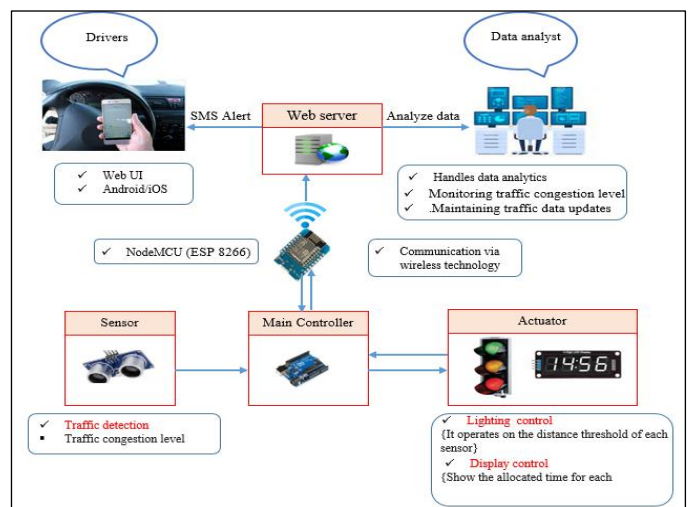 Drivers
Data analyst
SMS Alert
Web server
Analyze data
✓ Web UI
✓ Android/iOS
✓ Handles data analytics
✓ Monitoring traffic congestion level
✓ .Maintaining traffic data updates
✓ NodeMCU (ESP 8266)
✓ Communication via
wireless technology
Sensor
Main Controller
Actuator
14:56
✓ Traffic detection
▪ Traffic congestion level
✓ Lighting control
{It operates on the distance threshold of each
sensor}
✓ Display control
{Show the allocated time for each